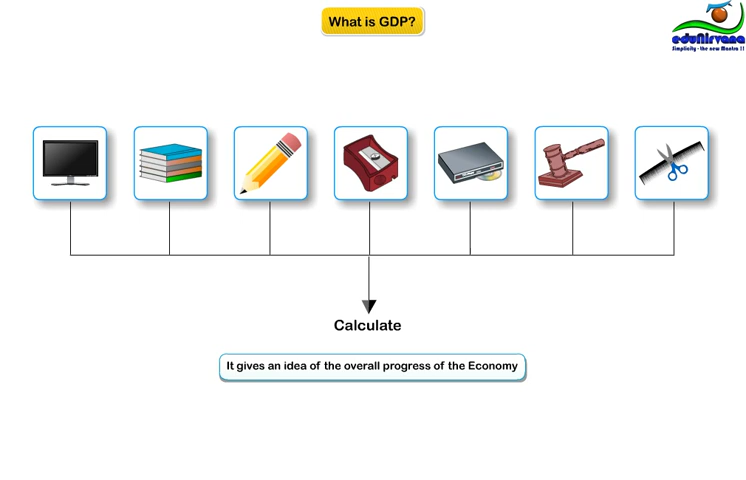 What is GDP?
eduNirvana
Simplicity - the new Mantra !!
Calculate
It gives an idea of the overall progress of the Economy